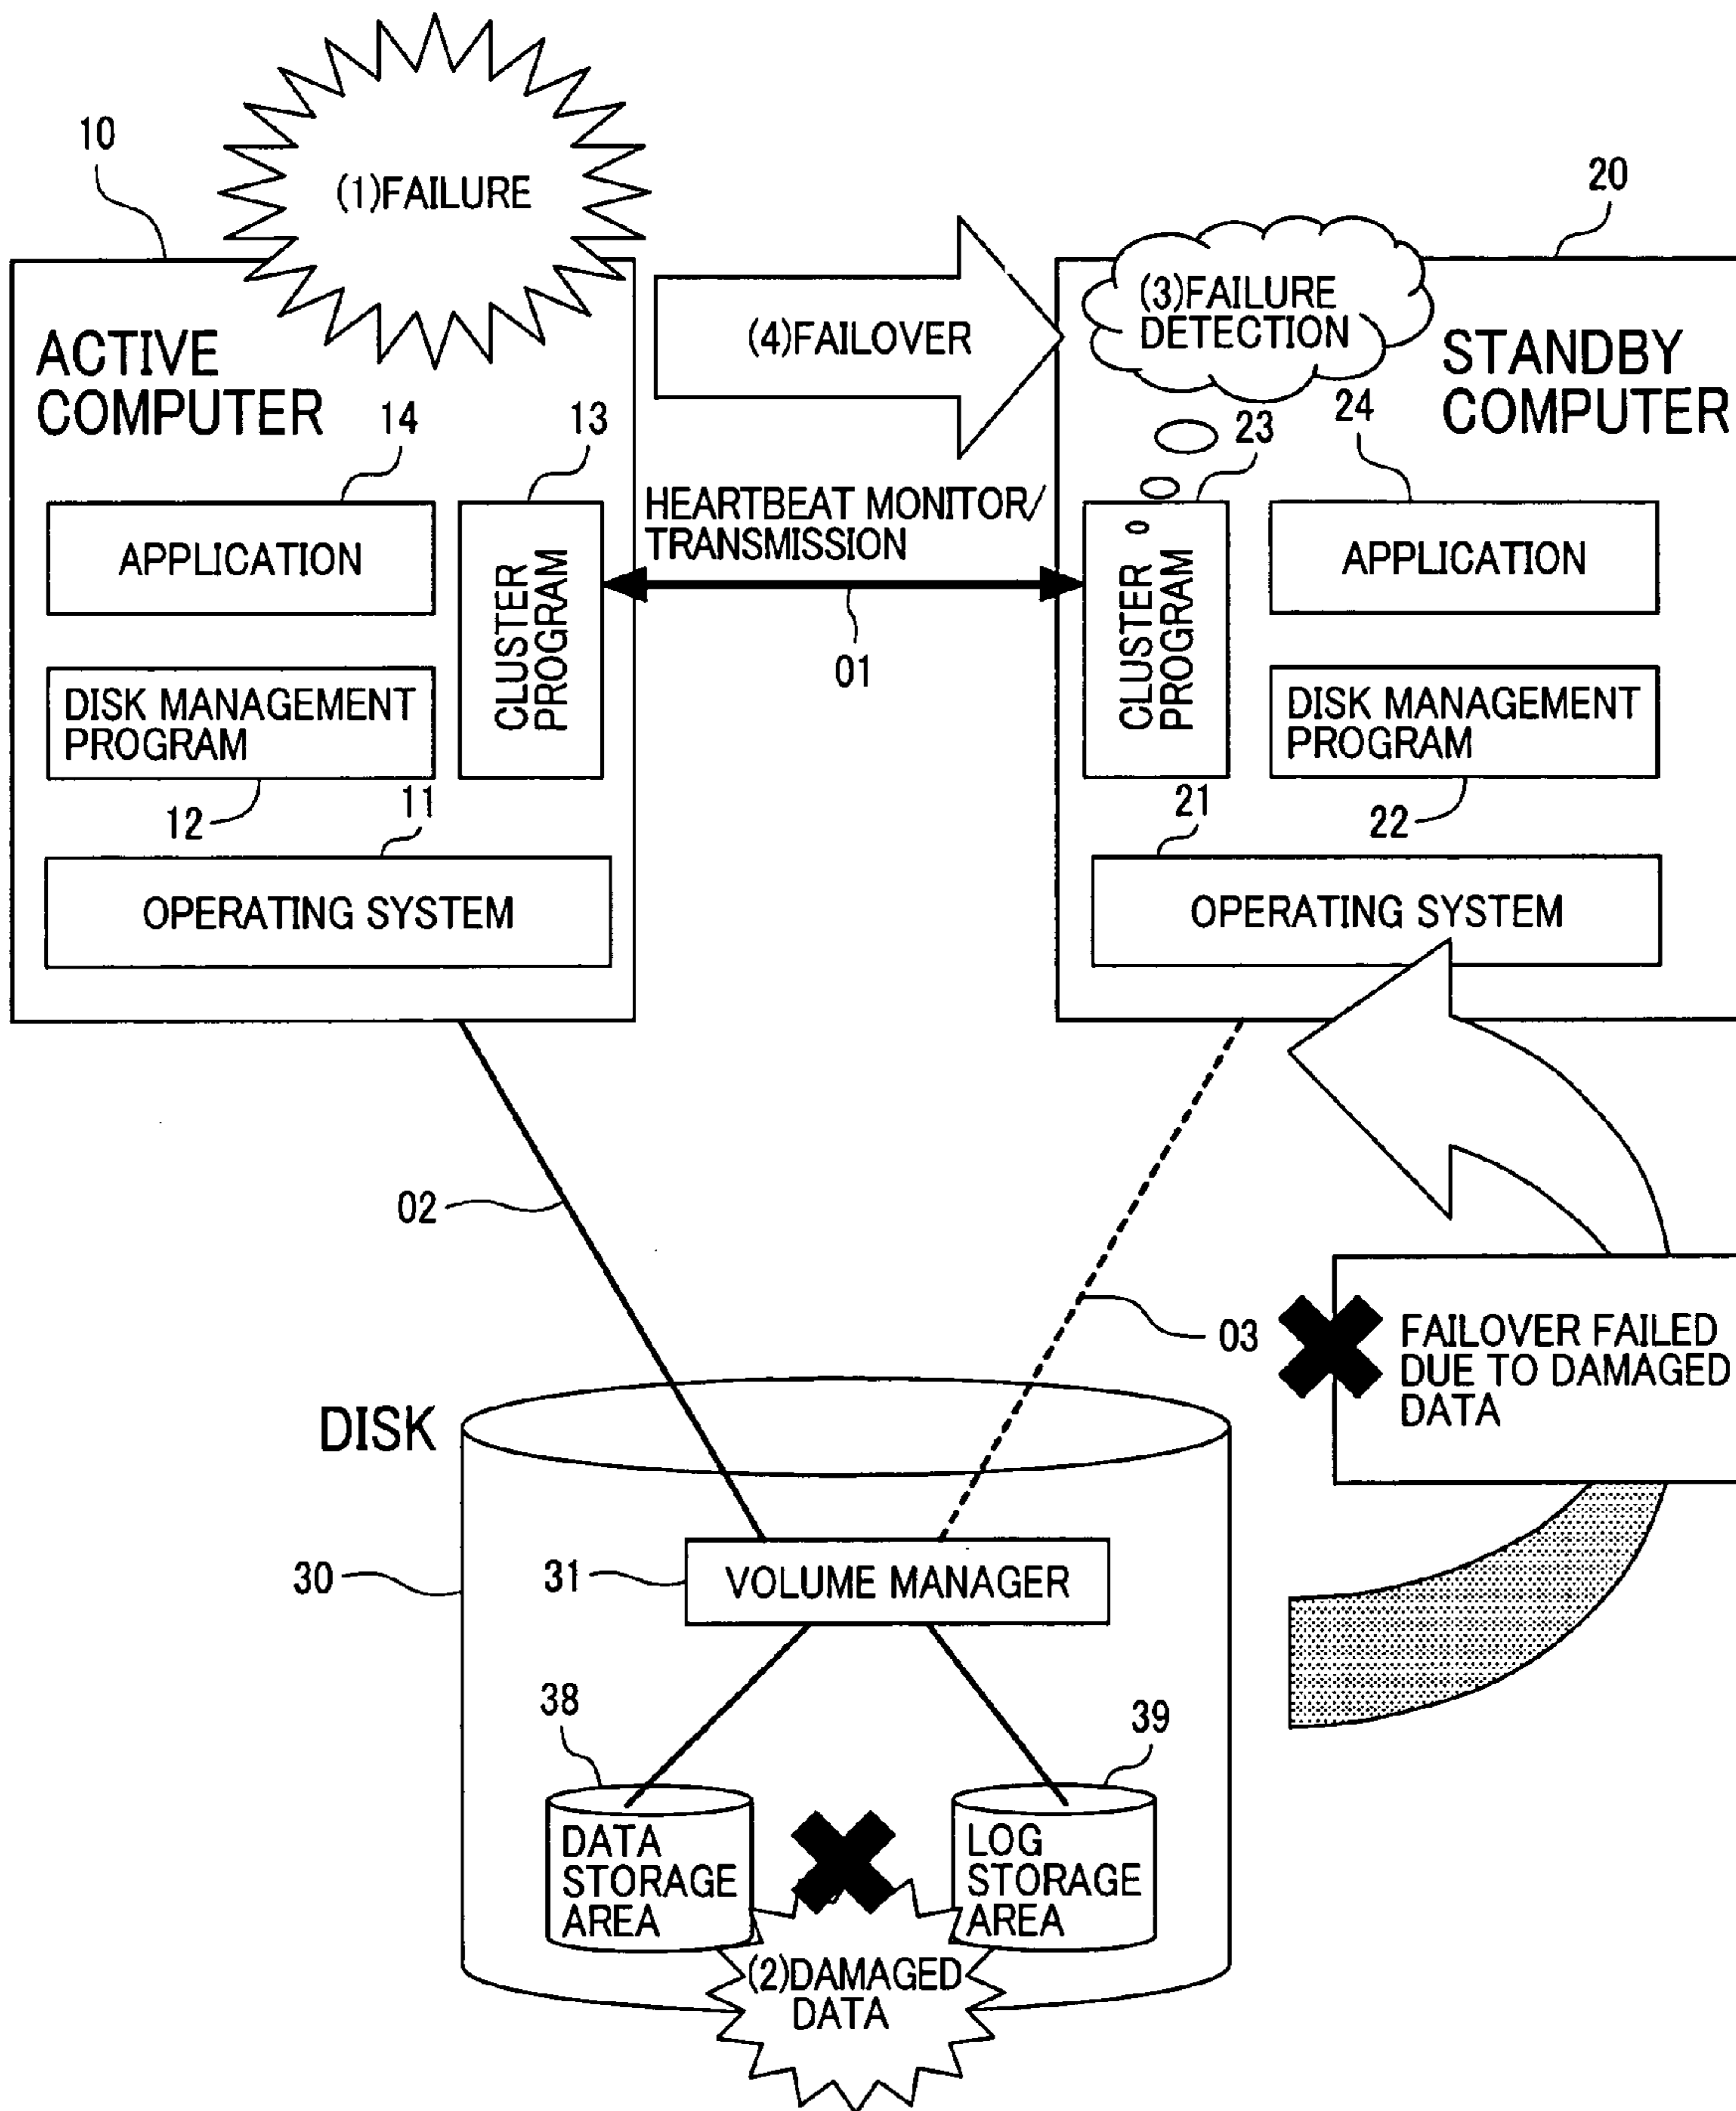 10
(1)FAILURE
20
(3)FAILURE
DETECTION
(4)FAILOVER
ACTIVE
COMPUTER
STANDBY
COMPUTER
14
13
23
24
HEARTBEAT MONITOR/
TRANSMISSION
APPLICATION
CLUSTER
PROGRAM
CLUSTER
PROGRAM
APPLICATION
01
DISK MANAGEMENT
PROGRAM
DISK MANAGEMENT
PROGRAM
12
11
21
22
OPERATING SYSTEM
OPERATING SYSTEM
02
03
FAILOVER FAILED
DUE TO DAMAGED
DATA
DISK
30
31
VOLUME MANAGER
38
39
DATA
STORAGE
AREA
LOG
STORAGE
AREA
(2)DAMAGED
DATA